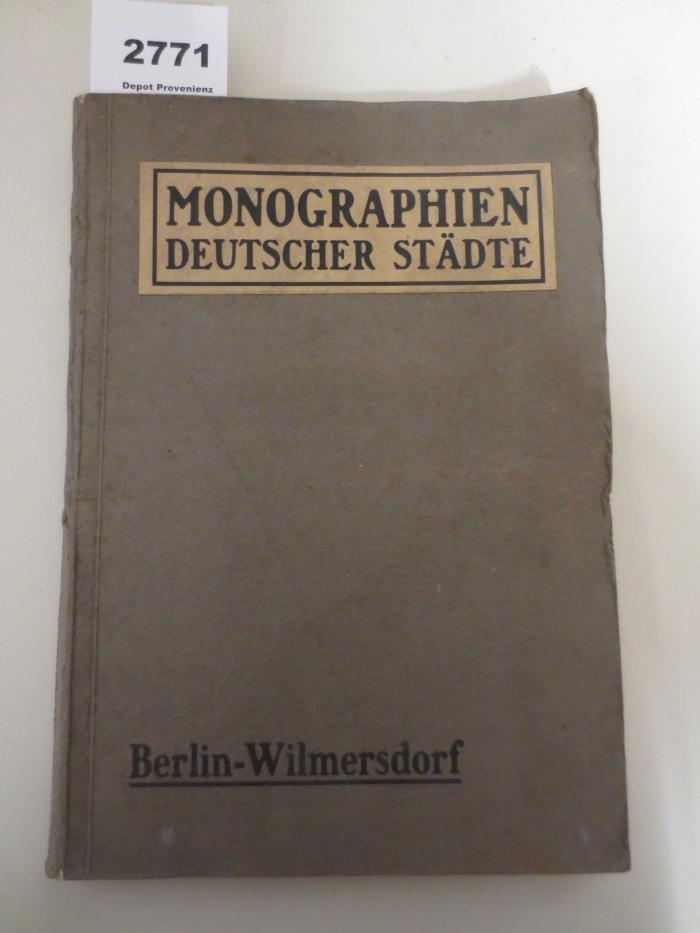 2771
Depot Provenienz
MONOGRAPHIEN
DEUTSCHER STÄDTE
Berlin-Wilmersdorf